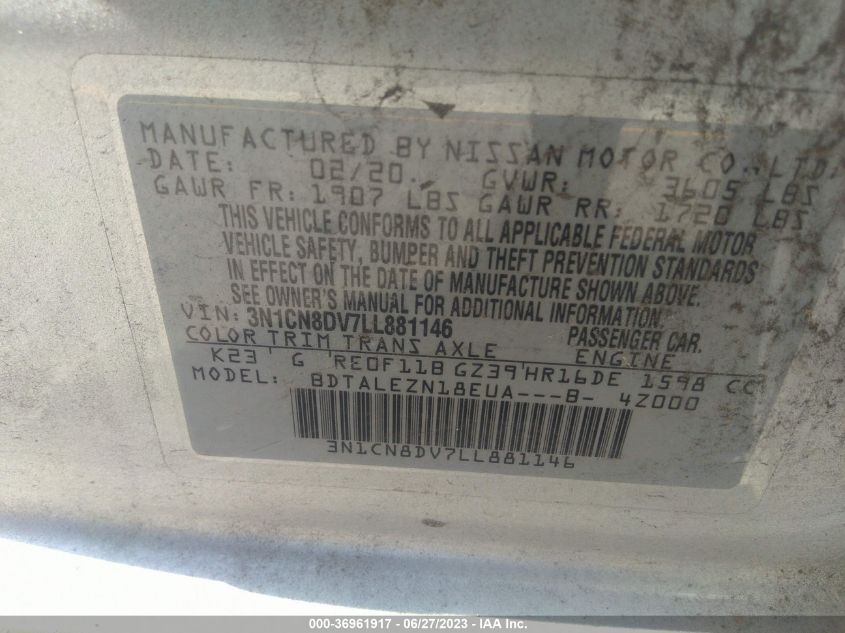 MANUFACTURED BY NISSAN MOTOR CO., LTD:
DATE: 02/20 GVWR: 3605 LBS
GAWR FR: 1907 LBS GAWR RR: 1720 LBS
THIS VEHICLE CONFORMS TO ALL APPLICABLE FEDERAL MOTOR
VEHICLE SAFETY, BUMPER AND THEFT PREVENTION STANDARDS
IN EFFECT ON THE DATE OF MANUFACTURE SHOWN ABOVE.
SEE OWNER'S MANUAL FOR ADDITIONAL INFORMATION.
VIN: 3N1CN8DV7LL881146 PASSENGER CAR.
COLOR TRIM TRANS AXLE ENGINE
K23 G RE0F11B GZ39 HR16DE 1598 CC
MODEL: BDTALEZN18EUA---B- 4Z000
3N1CN8DV7LL881146
000-36961917 - 06/27/2023 - © IAA Inc.